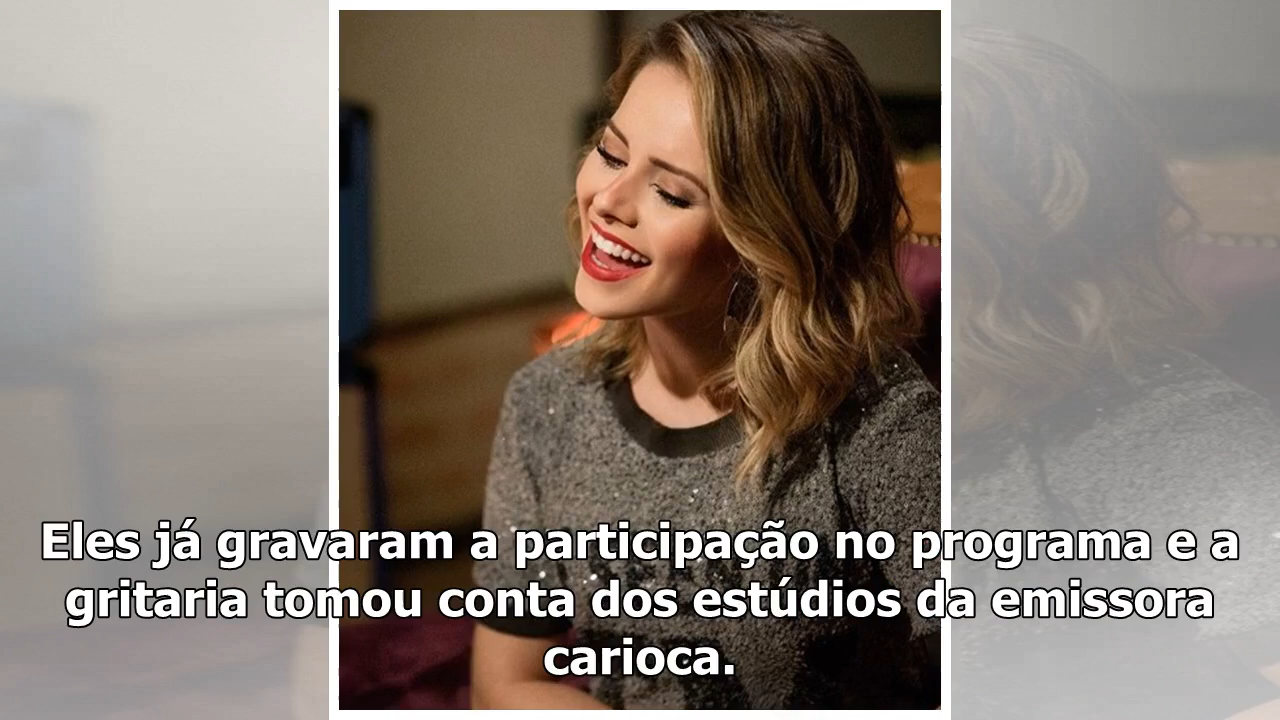 Eles já gravaram a participação no programa e a
gritaria tomou conta dos estúdios da emissora
carioca.